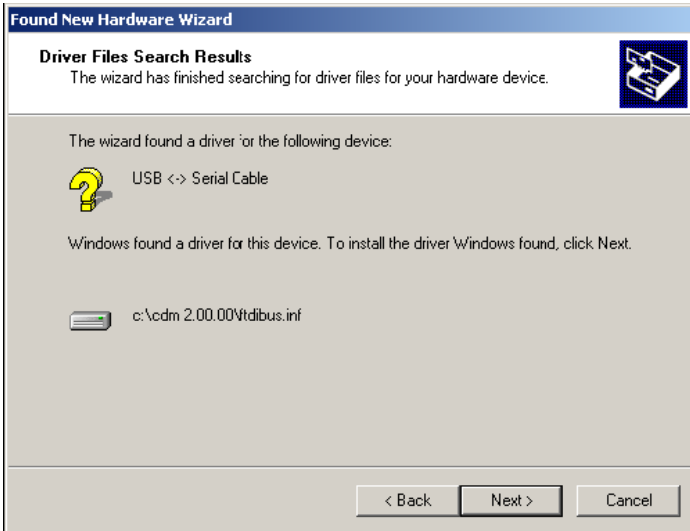 Found New Hardware Wizard
Driver Files Search Results
The wizard has finished searching for driver files for your hardware device.
The wizard found a driver for the following device:
USB <-> Serial Cable
Windows found a driver for this device. To install the driver Windows found, click Next.
c:\cdm 2.00.00\ftdibus.inf
< Back
Next >
Cancel